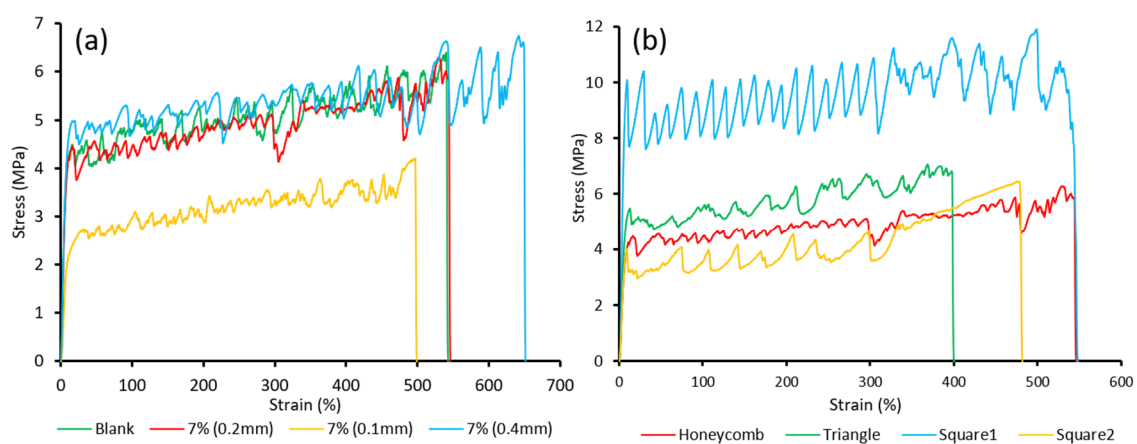 (a)
7
6
5
4
3
2
1
0
Stress (MPa)
0 100 200 300 400 500 600 700
Strain (%)
Blank 7% (0.2mm) 7% (0.1mm) 7% (0.4mm)
(b)
12
10
8
6
4
2
0
Stress (MPa)
0 100 200 300 400 500 600
Strain (%)
Honeycomb Triangle Square1 Square2